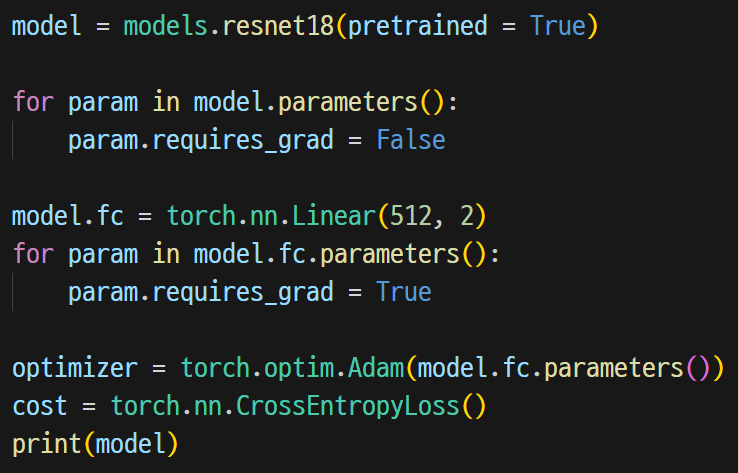 model = models.resnet18(pretrained = True)
for param in model.parameters():
    param.requires_grad = False
model.fc = torch.nn.Linear(512, 2)
for param in model.fc.parameters():
    param.requires_grad = True
optimizer = torch.optim.Adam(model.fc.parameters())
cost = torch.nn.CrossEntropyLoss()
print(model)